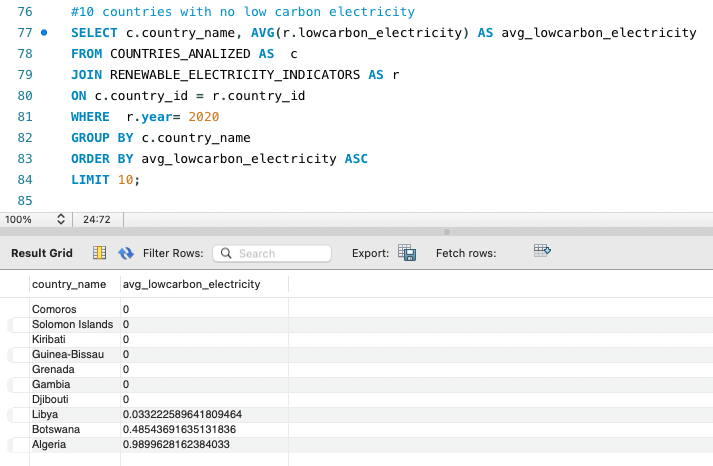 76 #10 countries with no low carbon electricity
77 SELECT c.country_name, AVG(r.lowcarbon_electricity) AS avg_lowcarbon_electricity
78 FROM COUNTRIES_ANALIZED AS  c
79 JOIN RENEWABLE_ELECTRICITY_INDICATORS AS r
80 ON c.country_id = r.country_id
81 WHERE  r.year= 2020
82 GROUP BY c.country_name
83 ORDER BY avg_lowcarbon_electricity ASC
84 LIMIT 10;
85
100% 24:72
Result Grid Filter Rows: Search Export: Fetch rows:
country_name avg_lowcarbon_electricity
Comoros 0
Solomon Islands 0
Kiribati 0
Guinea-Bissau 0
Grenada 0
Gambia 0
Djibouti 0
Libya 0.033222589641809464
Botswana 0.48543691635131836
Algeria 0.9899628162384033